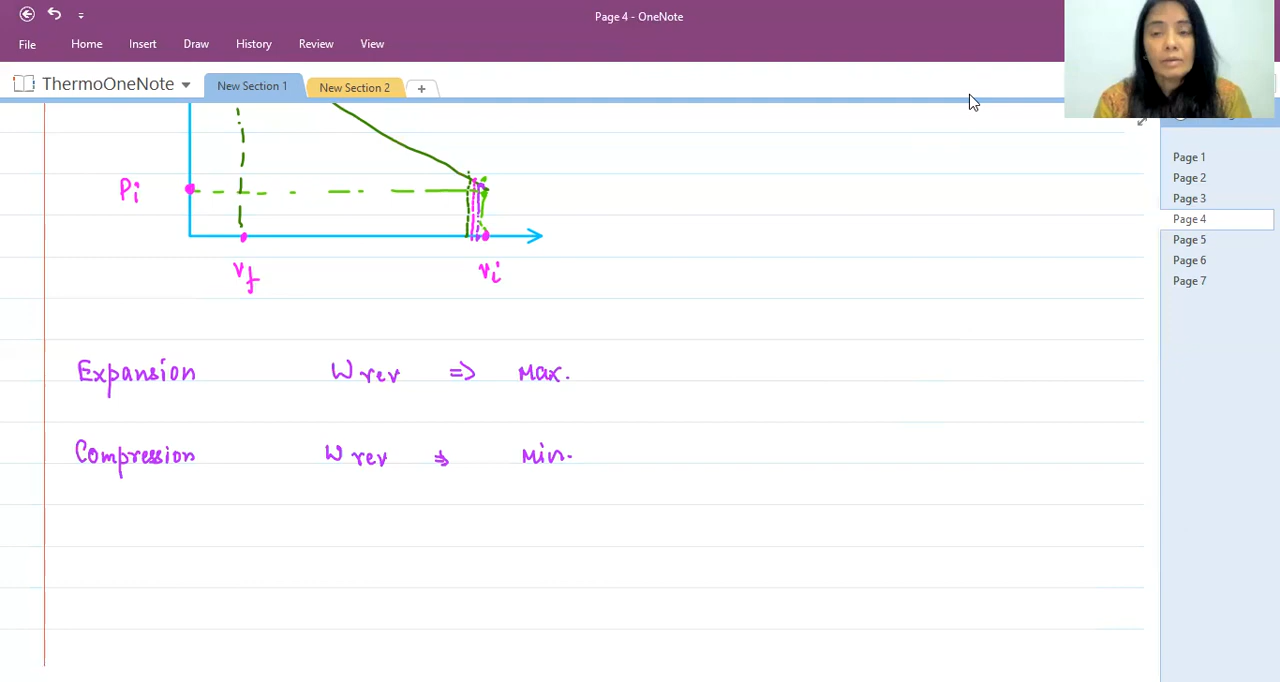 Page 4 - OneNote
File Home Insert Draw History Review View
ThermoOneNote New Section 1 New Section 2 +
Page 1
Page 2
Page 3
Page 4
Page 5
Page 6
Page 7
Pi
Vf Vi
Expansion Wrev => Max.
Compression Wrev => Min.